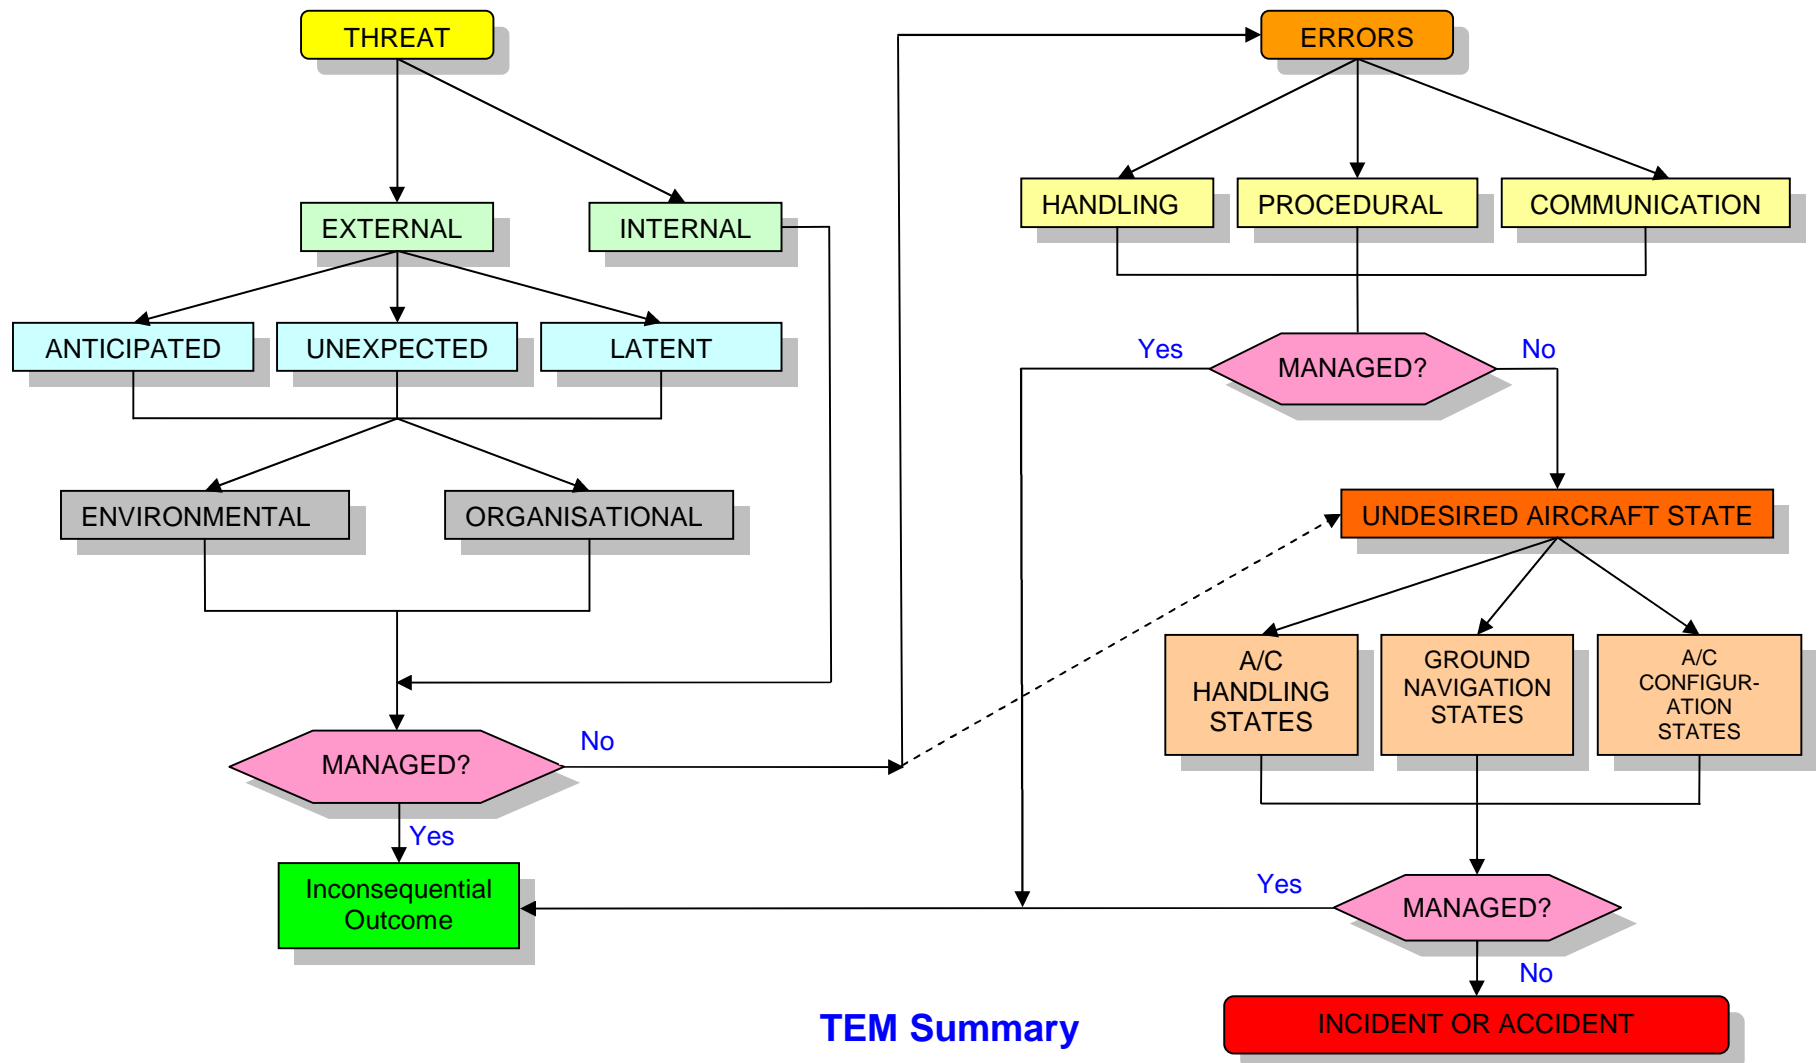 THREAT
ERRORS
HANDLING
PROCEDURAL
COMMUNICATION
EXTERNAL
INTERNAL
ANTICIPATED
UNEXPECTED
LATENT
Yes
MANAGED?
No
ENVIRONMENTAL
ORGANISATIONAL
UNDESIRED AIRCRAFT STATE
A/C
HANDLING
STATES
GROUND
NAVIGATION
STATES
A/C
CONFIGUR-
ATION
STATES
MANAGED?
No
Yes
Inconsequential
Outcome
Yes
MANAGED?
No
INCIDENT OR ACCIDENT
TEM Summary